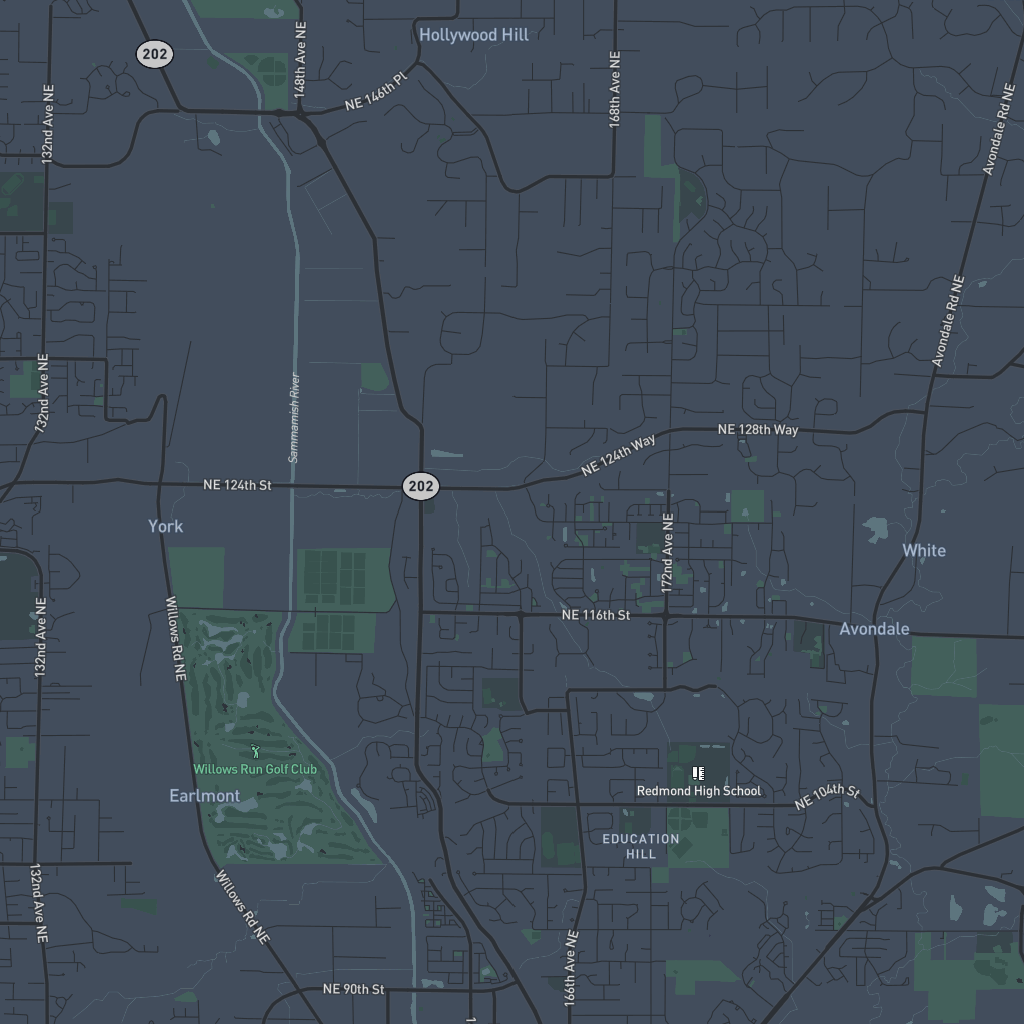 Hollywood Hill
202
148th Ave NE
NE 146th Pl
168th Ave NE
132nd Ave NE
Avondale Rd NE
Avondale Rd NE
132nd Ave NE
Sammamish River
NE 128th Way
NE 124th Way
NE 124th St
202
York
172nd Ave NE
White
Willows Rd NE
132nd Ave NE
NE 116th St
Avondale
Willows Run Golf Club
Earlmont
Redmond High School
NE 104th St
EDUCATION
HILL
132nd Ave NE
Willows Rd NE
166th Ave NE
NE 90th St
1